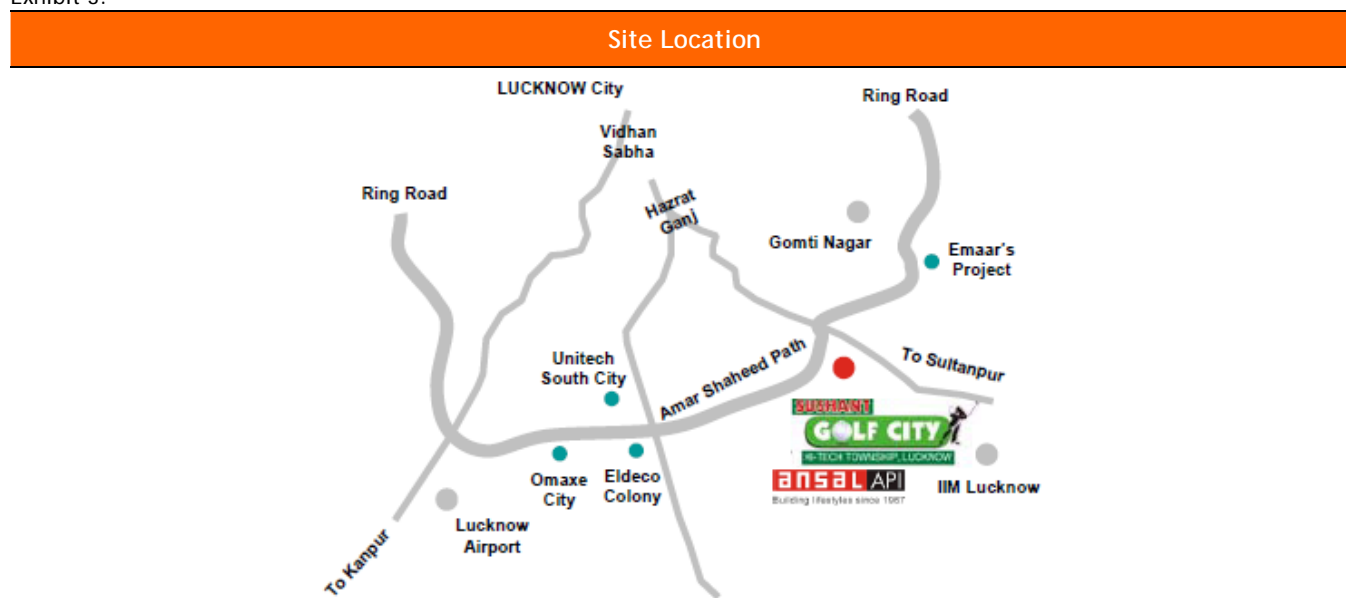 Site Location
LUCKNOW City
Ring Road
Vidhan
Sabha
Ring Road
Hazrat
Ganj
Gomti Nagar
Emaar's
Project
Unitech
South City
Amar Shaheed Path
To Sultanpur
SUSHANT
GOLF CITY
HI-TECH TOWNSHIP, LUCKNOW
Omaxe
City
Eldeco
Colony
ansal API
Building lifestyles since 1967
IIM Lucknow
Lucknow
Airport
To Kanpur